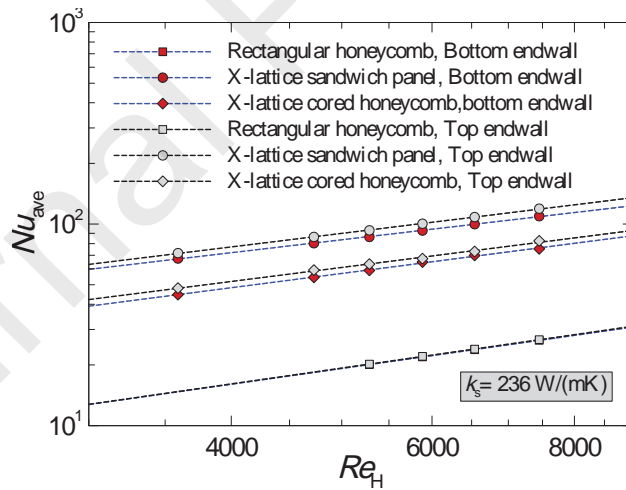 10³
Rectangular honeycomb, Bottom endwall
X-lattice sandwich panel, Bottom endwall
X-lattice cored honeycomb,bottom endwall
Rectangular honeycomb, Top endwall
X-lattice sandwich panel, Top endwall
X-lattice cored honeycomb, Top endwall
Nu_ave
10²
kₛ= 236 W/(mK)
10¹
4000 6000 8000
Re_H